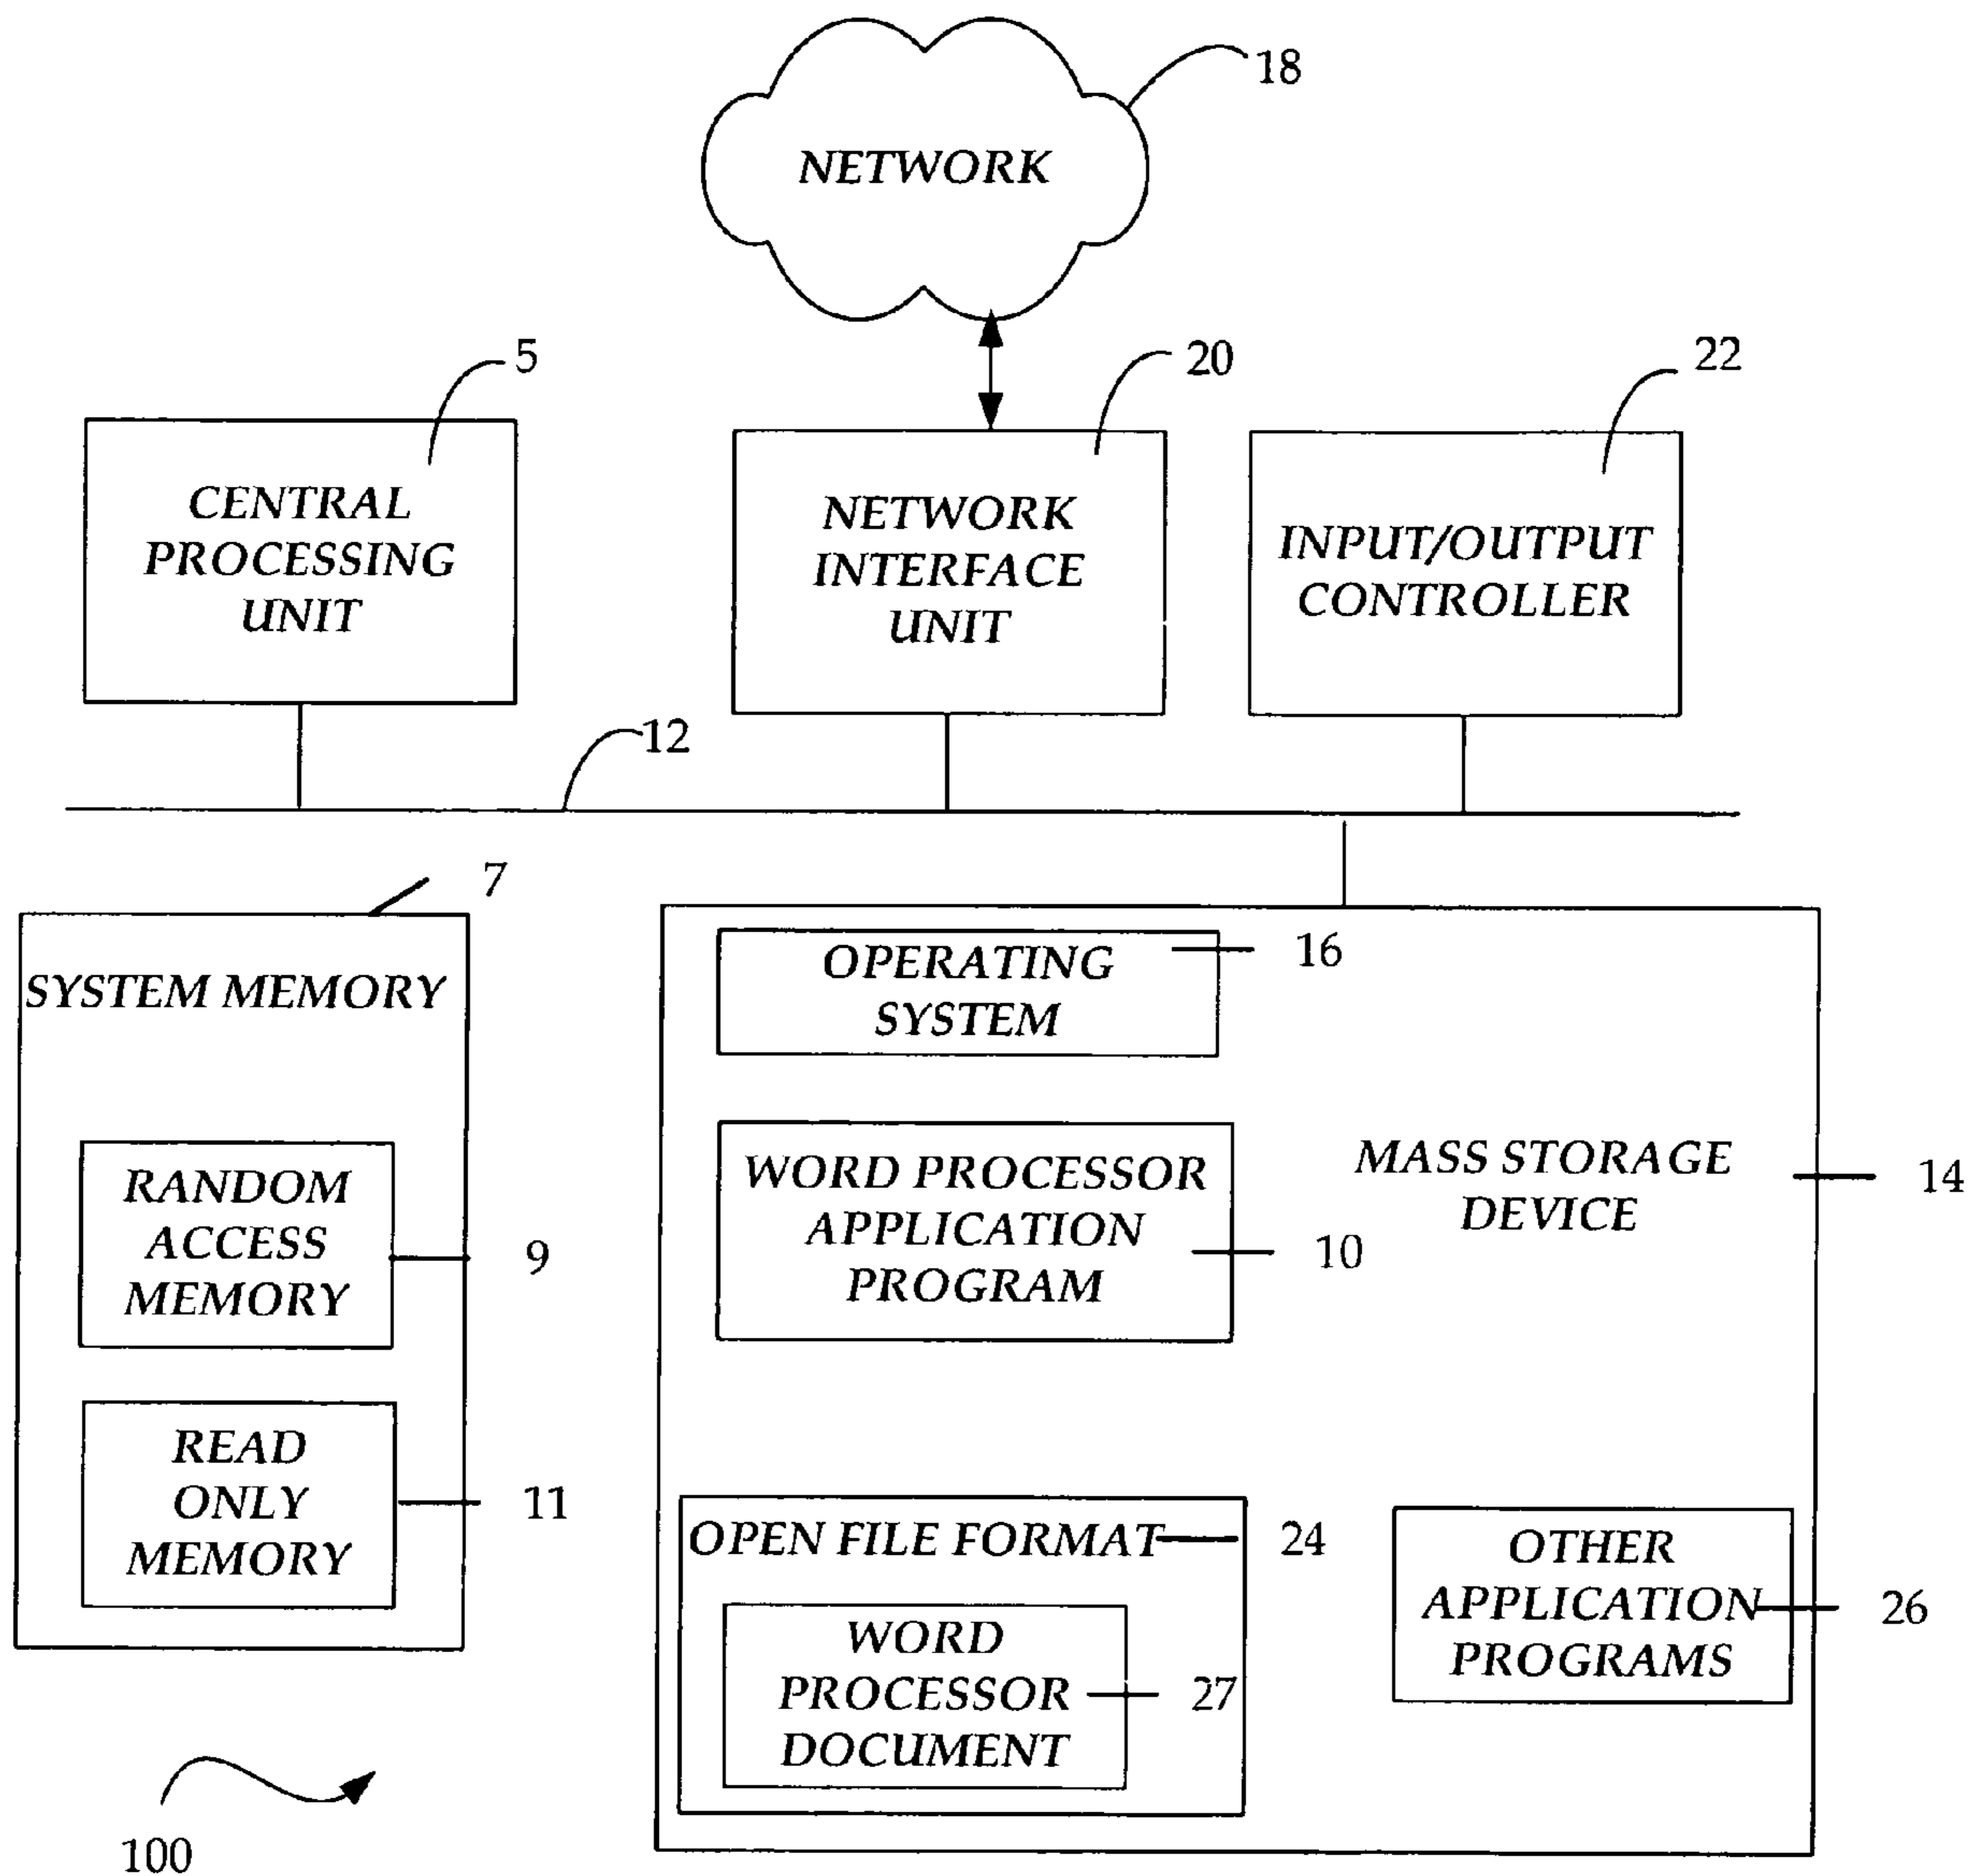 18
NETWORK
5
20
22
CENTRAL
PROCESSING
UNIT
NETWORK
INTERFACE
UNIT
INPUT/OUTPUT
CONTROLLER
12
7
SYSTEM MEMORY
RANDOM
ACCESS
MEMORY
9
READ
ONLY
MEMORY
11
OPERATING
SYSTEM
16
WORD PROCESSOR
APPLICATION
PROGRAM
10
MASS STORAGE
DEVICE
14
OPEN FILE FORMAT
24
WORD
PROCESSOR
DOCUMENT
27
OTHER
APPLICATION
PROGRAMS
26
100